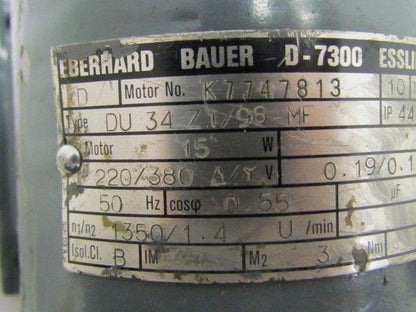 EBERHARD BAUER D-7300 ESSLI
D Motor No. K7747813 10
Type DU 34 / 1/98 MF IP 44
Motor 15 W
220/380 Δ/Y V 0.19/0.1
50 Hz cosφ 0.55 μF
n1/n2 1350/1.4 U/min
Isol.Cl. B IM M2 3 Nm